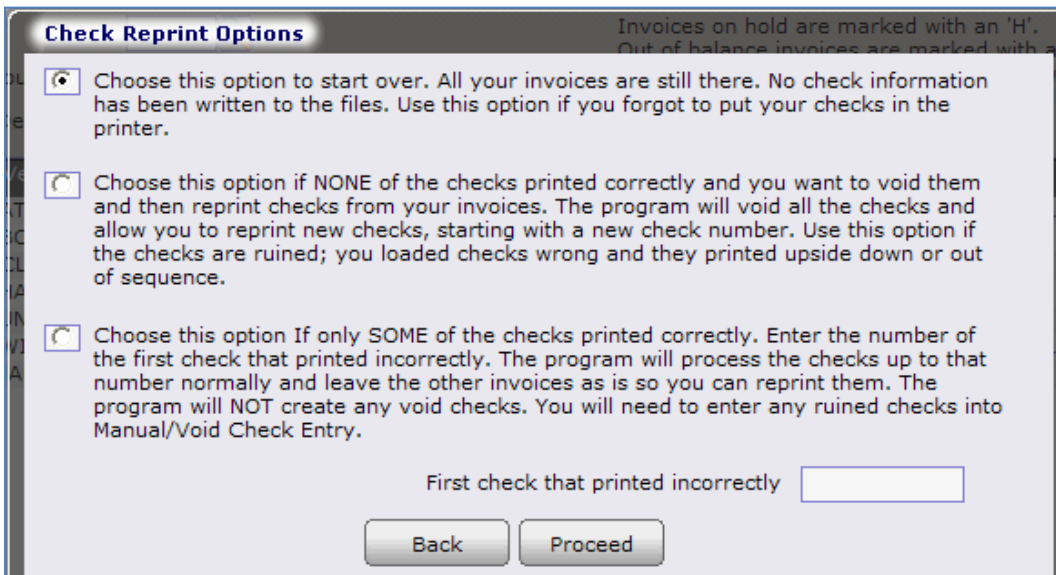 Invoices on hold are marked with an 'H'.
Check Reprint Options
Out of balance invoices are marked with a
Choose this option to start over. All your invoices are still there. No check information
has been written to the files. Use this option if you forgot to put your checks in the
printer.
Choose this option if NONE of the checks printed correctly and you want to void them
and then reprint checks from your invoices. The program will void all the checks and
allow you to reprint new checks, starting with a new check number. Use this option if
the checks are ruined; you loaded checks wrong and they printed upside down or out
of sequence.
Choose this option If only SOME of the checks printed correctly. Enter the number of
the first check that printed incorrectly. The program will process the checks up to that
number normally and leave the other invoices as is so you can reprint them. The
program will NOT create any void checks. You will need to enter any ruined checks into
Manual/Void Check Entry.
First check that printed incorrectly
Back Proceed